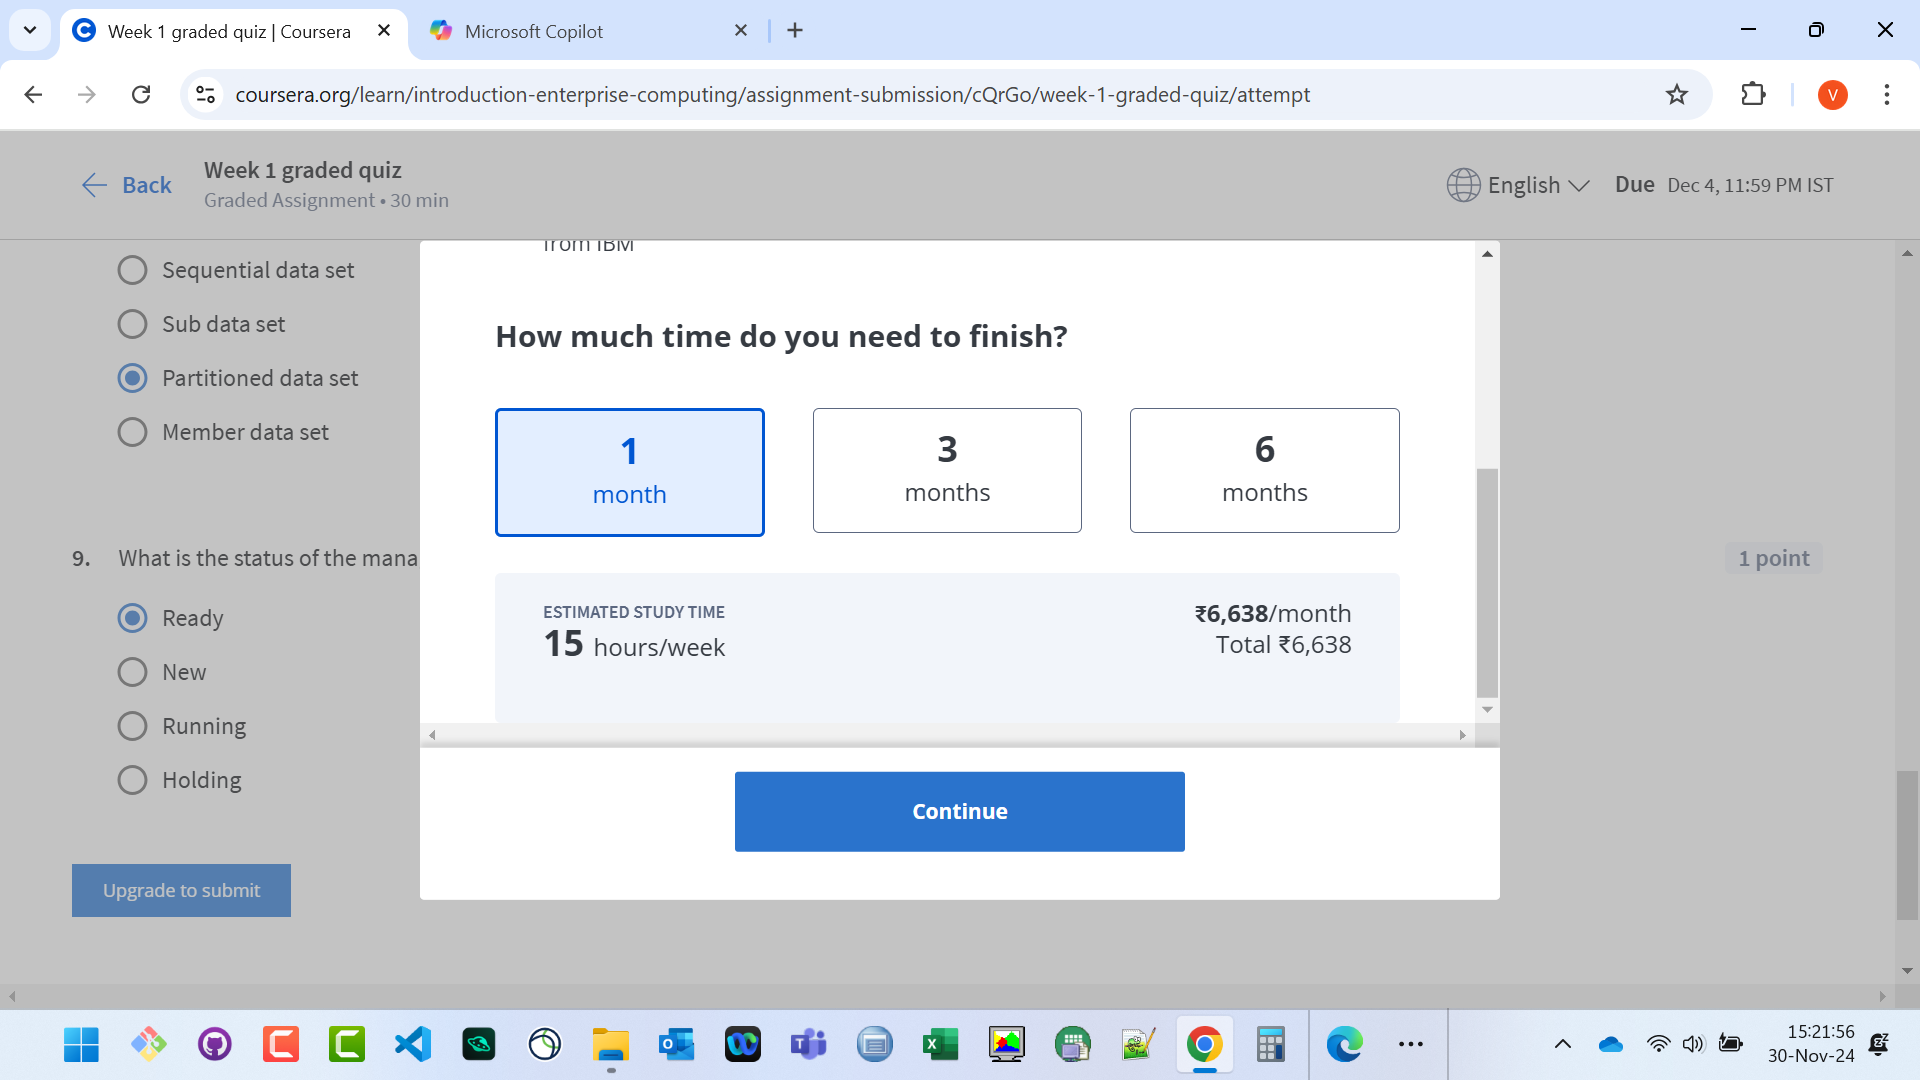 Week 1 graded quiz | Coursera
Microsoft Copilot
coursera.org/learn/introduction-enterprise-computing/assignment-submission/cQrGo/week-1-graded-quiz/attempt
V
Back
Week 1 graded quiz
Graded Assignment • 30 min
English
Due Dec 4, 11:59 PM IST
Sequential data set
Sub data set
Partitioned data set
Member data set
9. What is the status of the mana
1 point
Ready
New
Running
Holding
Upgrade to submit
from IBM
How much time do you need to finish?
1
month
3
months
6
months
ESTIMATED STUDY TIME
15 hours/week
₹6,638/month
Total ₹6,638
Continue
15:21:56
30-Nov-24